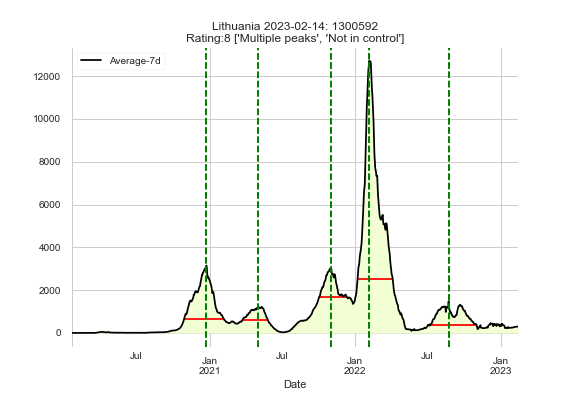 Lithuania 2023-02-14: 1300592
Rating:8 ['Multiple peaks', 'Not in control']
Average-7d
12000
10000
8000
6000
4000
2000
0
Jul
Jan
2021
Jul
Jan
2022
Jul
Jan
2023
Date